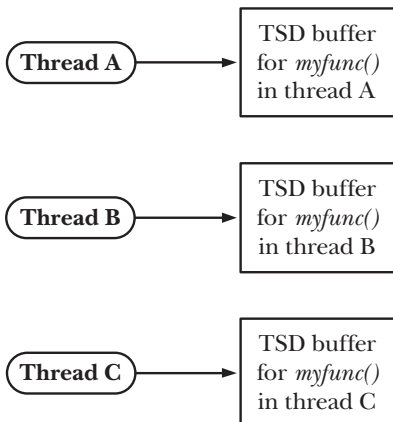 Thread A
TSD buffer
for myfunc()
in thread A
Thread B
TSD buffer
for myfunc()
in thread B
Thread C
TSD buffer
for myfunc()
in thread C